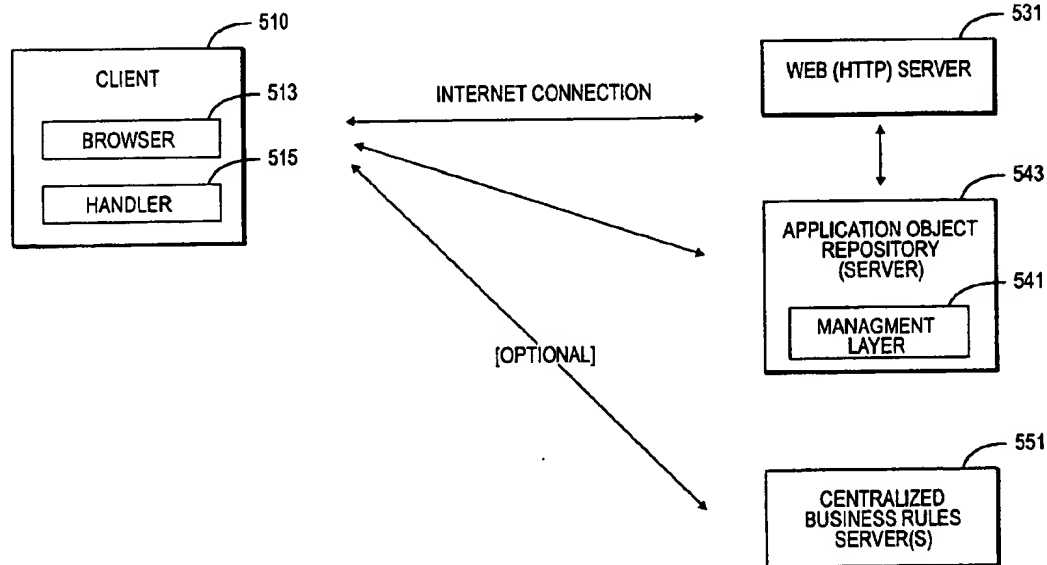 510
CLIENT
513
BROWSER
515
HANDLER
INTERNET CONNECTION
[OPTIONAL]
531
WEB (HTTP) SERVER
543
APPLICATION OBJECT
REPOSITORY
(SERVER)
541
MANAGMENT
LAYER
551
CENTRALIZED
BUSINESS RULES
SERVER(S)